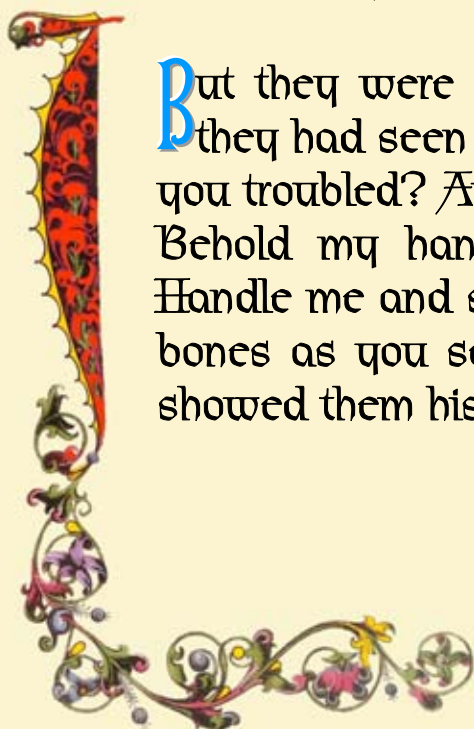 But they were
they had seen
you troubled?
Behold my han
Handle me and s
bones as you s
showed them his